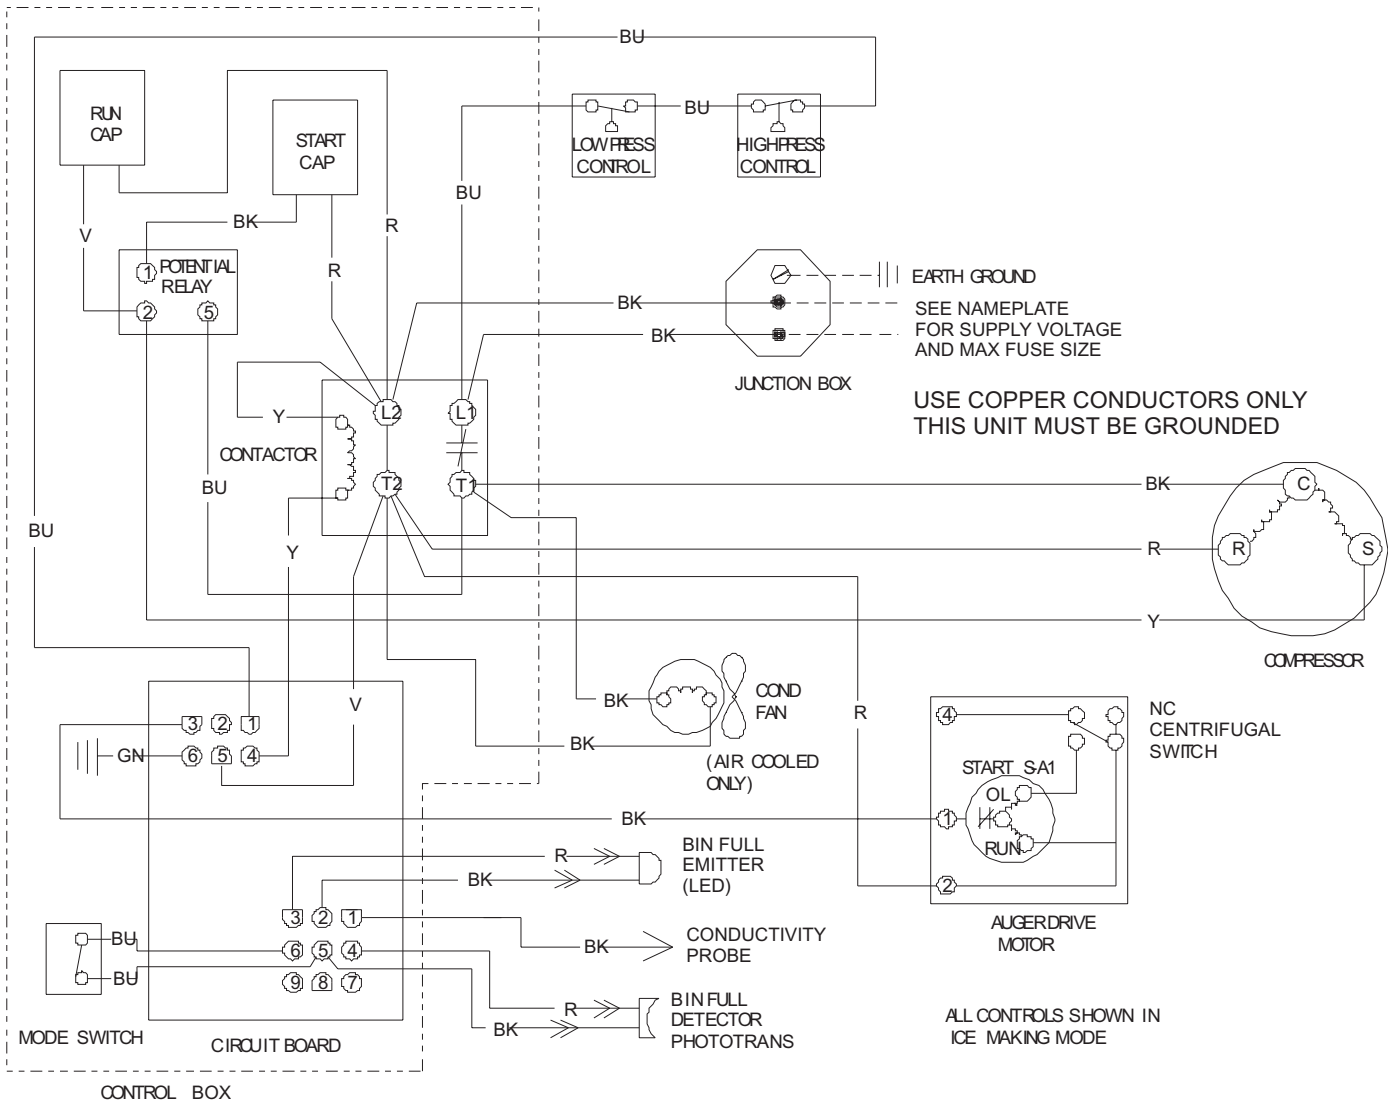 BU
RUN
CAP
START
CAP
BU
LOW PRESS
CONTROL
HIGH PRESS
CONTROL
BU
V
BK
R
R
1
POTENTIAL
RELAY
2
5
EARTH GROUND
BK
SEE NAMEPLATE
FOR SUPPLY VOLTAGE
AND MAX FUSE SIZE
BK
JUNCTION BOX
USE COPPER CONDUCTORS ONLY
THIS UNIT MUST BE GROUNDED
Y
L2
L1
CONTACTOR
T2
T1
BU
BU
Y
BK
C
R
R
S
Y
COMPRESSOR
BK
COND
FAN
BK
(AIR COOLED
ONLY)
V
R
3
2
1
GN
6
5
4
4
NC
CENTRIFUGAL
SWITCH
START S-A1
OL
RUN
1
2
BK
AUGER DRIVE
MOTOR
R
BIN FULL
EMITTER
(LED)
BK
3
2
1
BK
CONDUCTIVITY
PROBE
BU
6
5
4
BU
9
8
7
R
BK
BIN FULL
DETECTOR
PHOTOTRANS
MODE SWITCH
CIRCUIT BOARD
ALL CONTROLS SHOWN IN
ICE MAKING MODE
CONTROL BOX